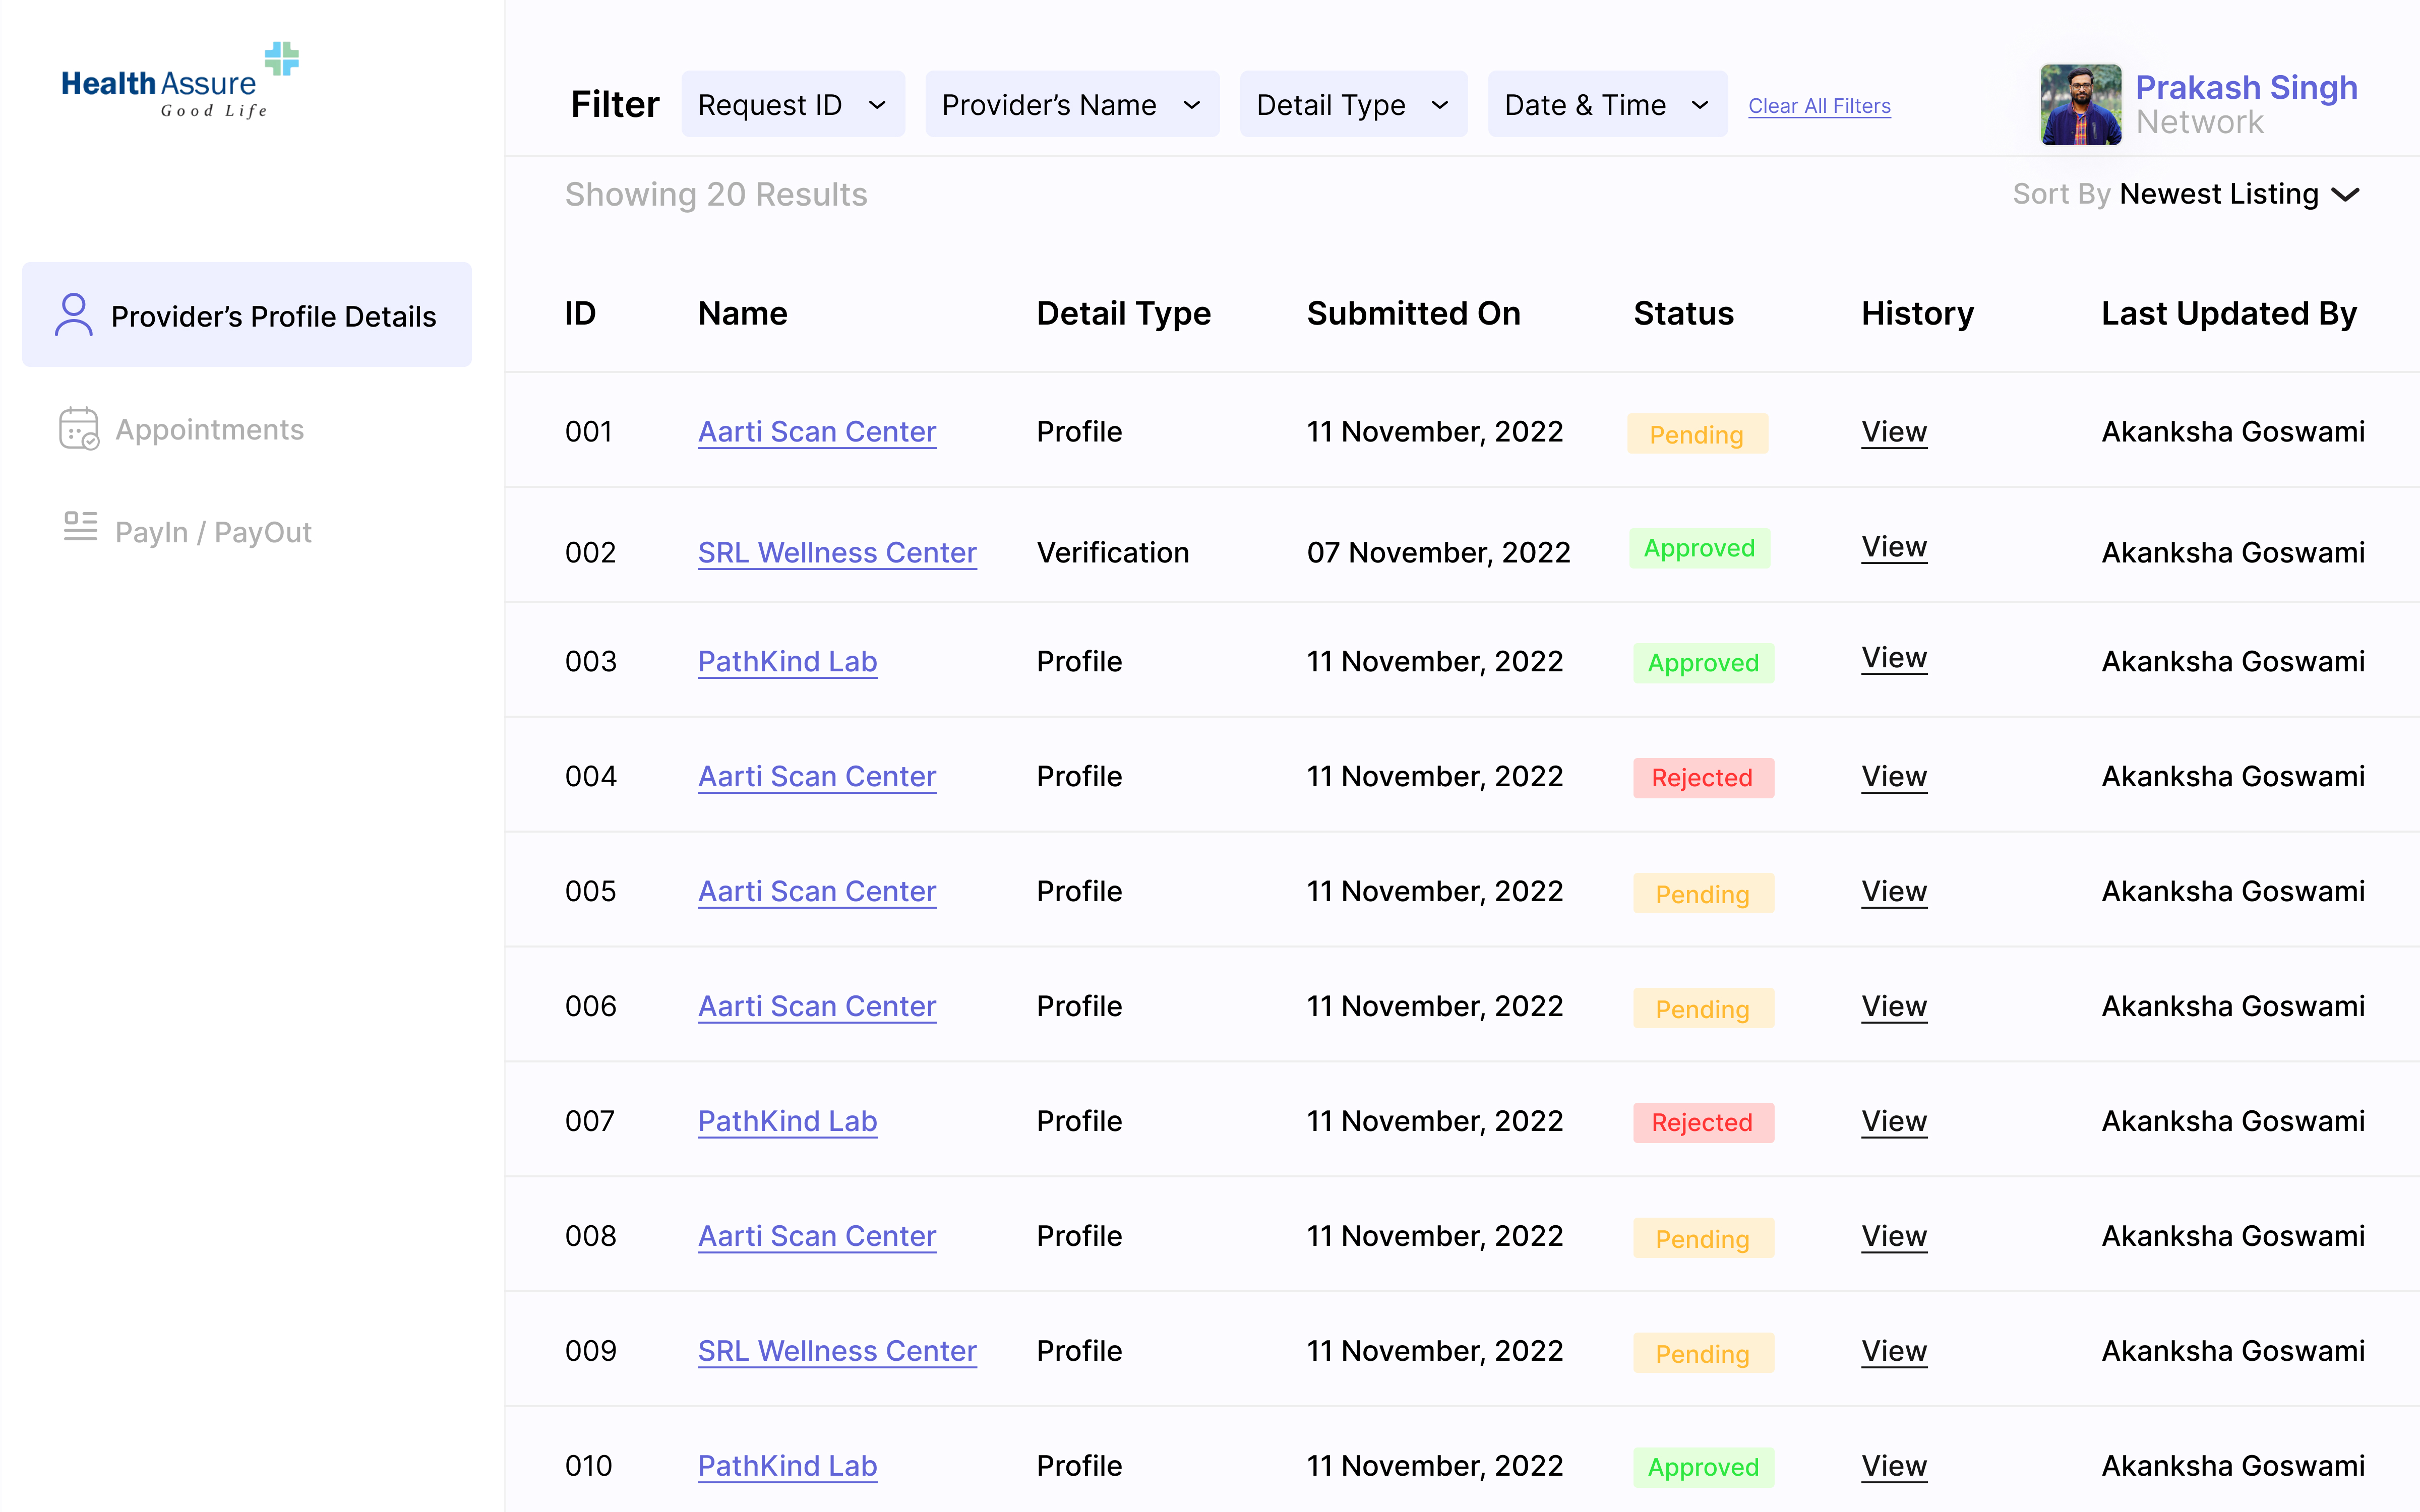 HealthAssure
Good Life
Filter Request ID Provider’s Name Detail Type Date & Time Clear All Filters
Prakash Singh
Network
Showing 20 Results Sort By Newest Listing
Provider’s Profile Details
Appointments
PayIn / PayOut
ID Name Detail Type Submitted On Status History Last Updated By
001 Aarti Scan Center Profile 11 November, 2022 Pending View Akanksha Goswami
002 SRL Wellness Center Verification 07 November, 2022 Approved View Akanksha Goswami
003 PathKind Lab Profile 11 November, 2022 Approved View Akanksha Goswami
004 Aarti Scan Center Profile 11 November, 2022 Rejected View Akanksha Goswami
005 Aarti Scan Center Profile 11 November, 2022 Pending View Akanksha Goswami
006 Aarti Scan Center Profile 11 November, 2022 Pending View Akanksha Goswami
007 PathKind Lab Profile 11 November, 2022 Rejected View Akanksha Goswami
008 Aarti Scan Center Profile 11 November, 2022 Pending View Akanksha Goswami
009 SRL Wellness Center Profile 11 November, 2022 Pending View Akanksha Goswami
010 PathKind Lab Profile 11 November, 2022 Approved View Akanksha Goswami